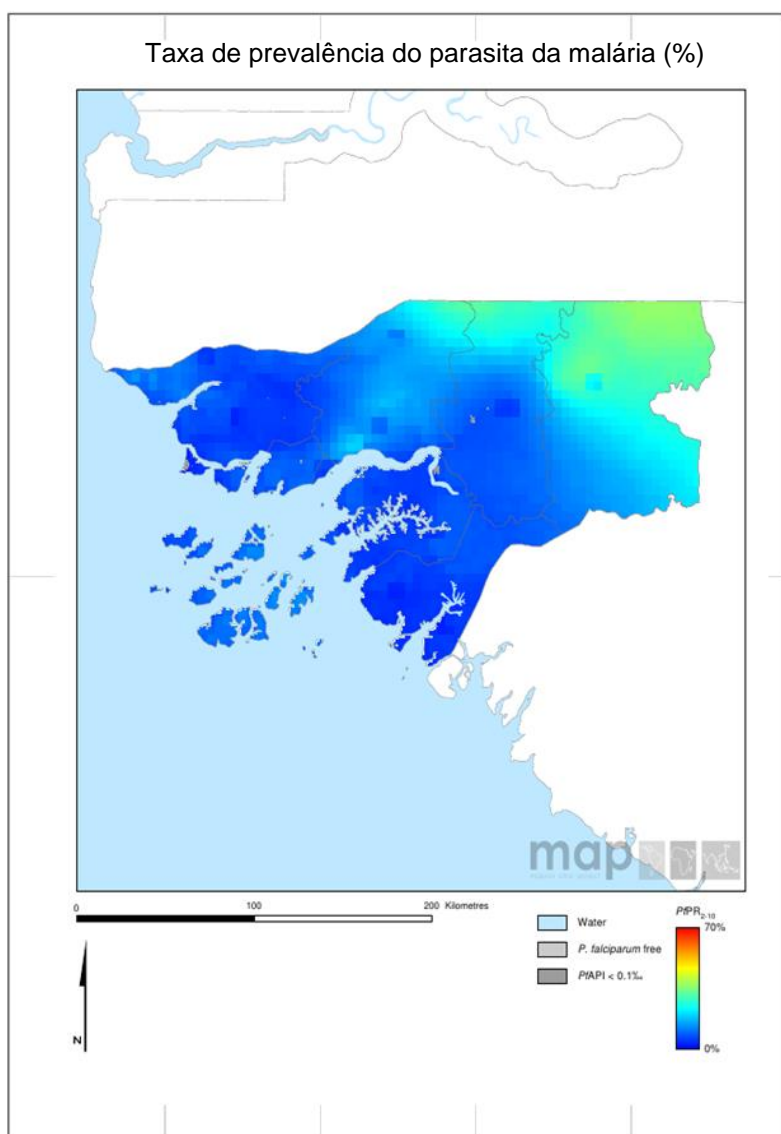 Taxa de prevalência do parasita da malária (%)
map
0 100 200 Kilometres
Water
P. falciparum free
PfAPI < 0.1‰
PfPR2-10
70%
0%
N